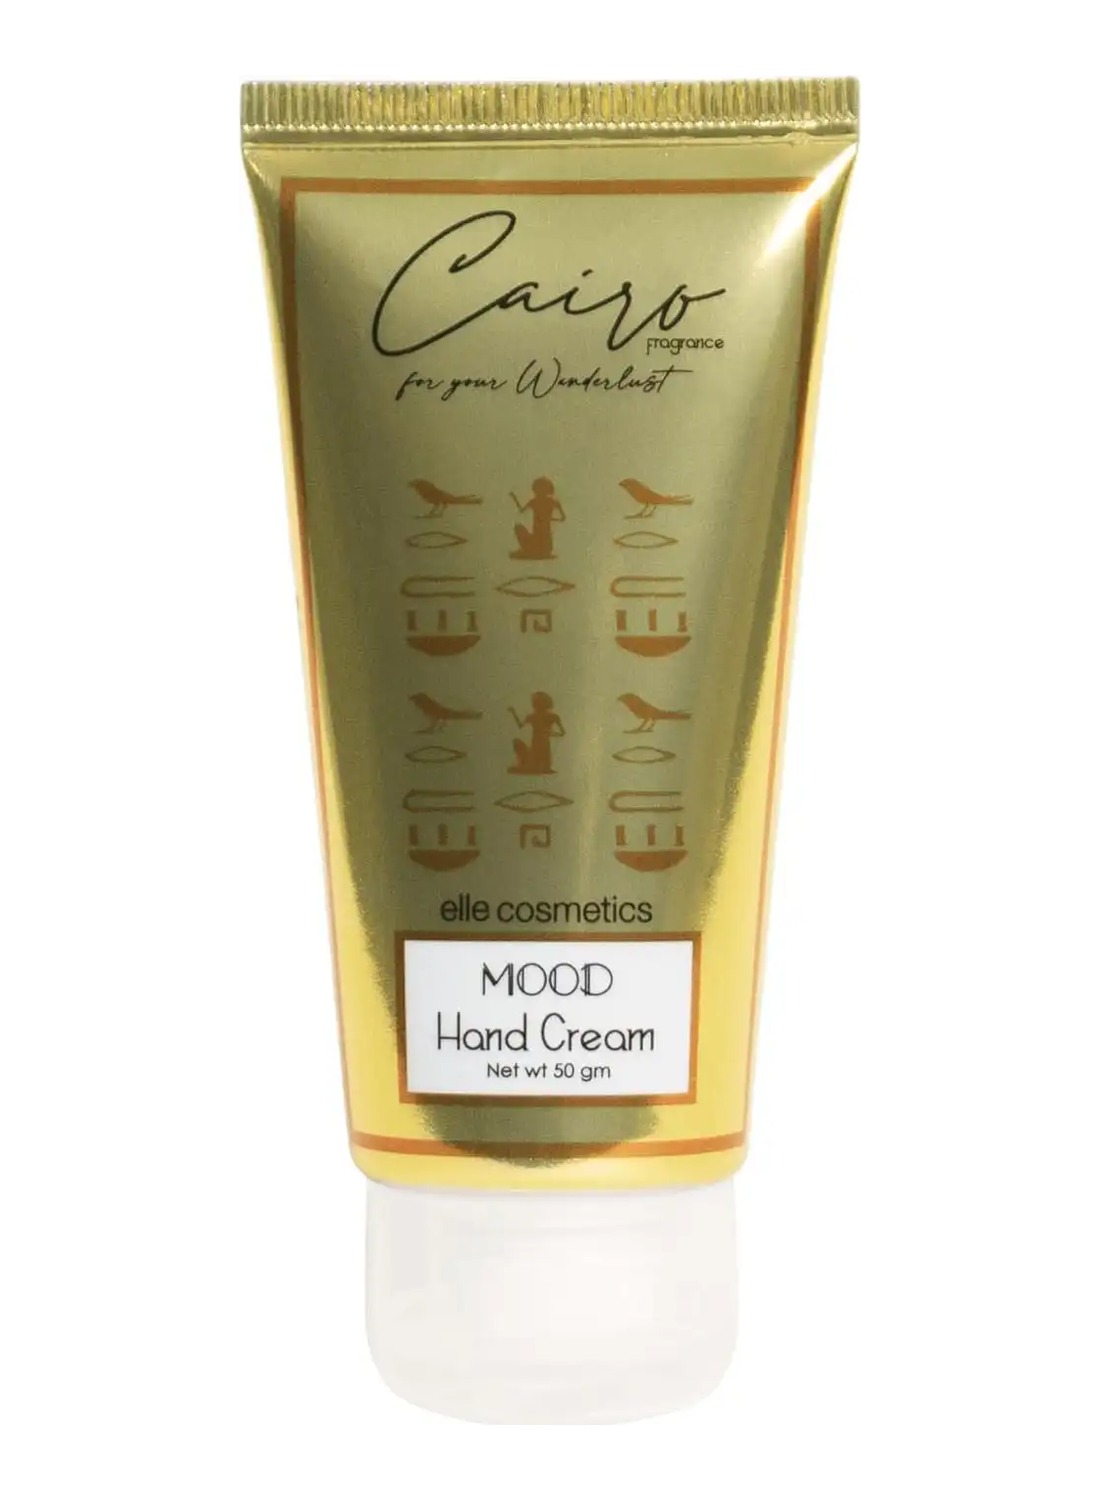 Cairo
fragrance
for your Wanderlust
elle cosmetics
MOOD
Hand Cream
Net wt 50 gm